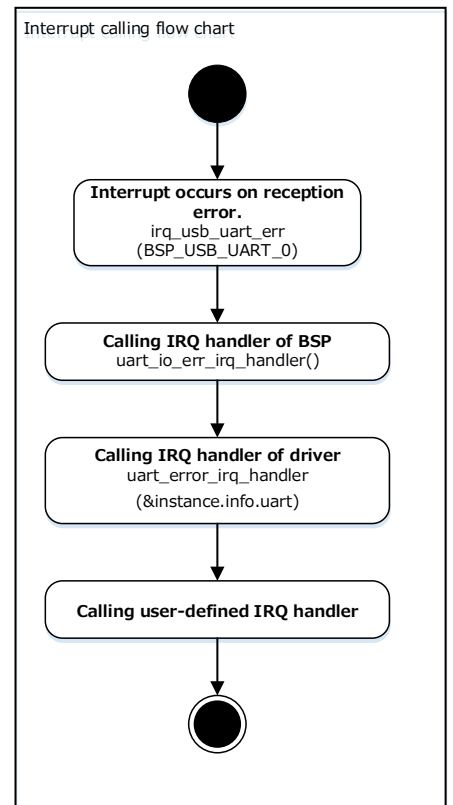 Interrupt calling flow chart
Interrupt occurs on reception
error.
irq_usb_uart_err
(BSP_USB_UART_0)
Calling IRQ handler of BSP
uart_io_err_irq_handler()
Calling IRQ handler of driver
uart_error_irq_handler
(&instance.info.uart)
Calling user-defined IRQ handler